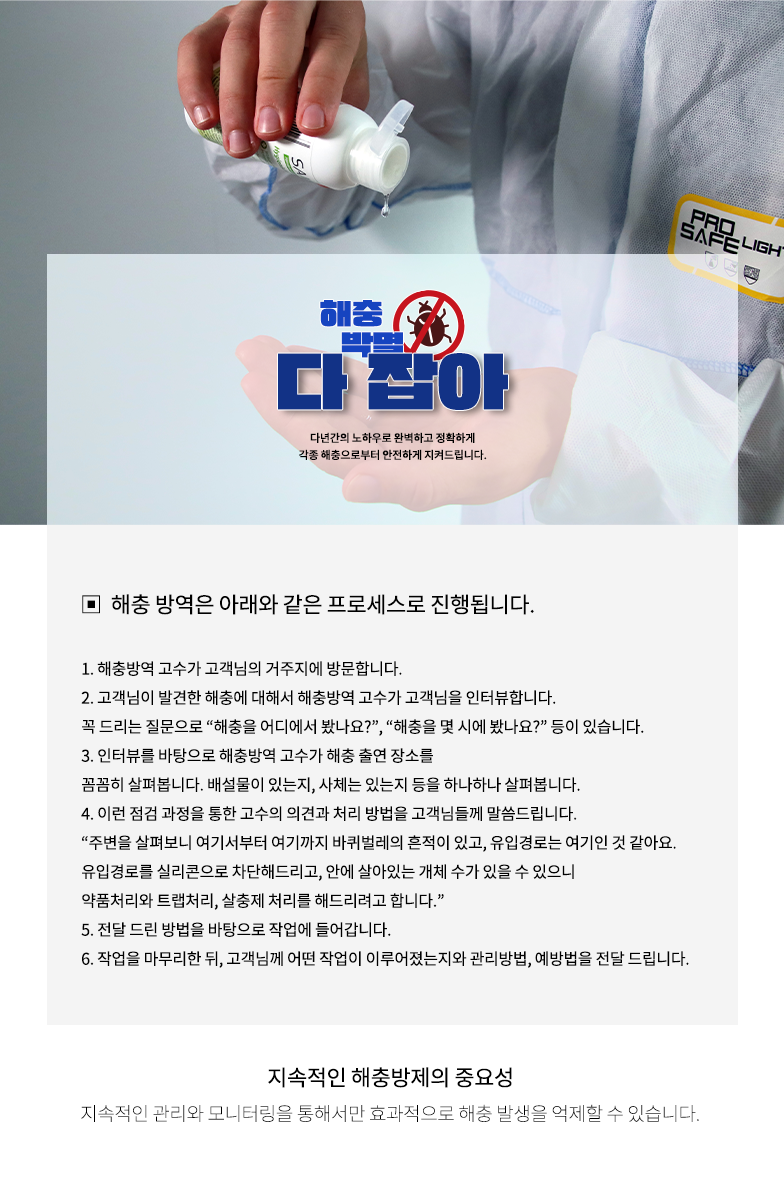 PRO
SAFE LIGHT
해충
박멸
다 잡아
다년간의 노하우로 완벽하고 정확하게
각종 해충으로부터 안전하게 지켜드립니다.
▣ 해충 방역은 아래와 같은 프로세스로 진행됩니다.
1. 해충방역 고수가 고객님의 거주지에 방문합니다.
2. 고객님이 발견한 해충에 대해서 해충방역 고수가 고객님을 인터뷰합니다.
꼭 드리는 질문으로 “해충을 어디에서 봤나요?”, “해충을 몇 시에 봤나요?” 등이 있습니다.
3. 인터뷰를 바탕으로 해충방역 고수가 해충 출연 장소를
꼼꼼히 살펴봅니다. 배설물이 있는지, 사체는 있는지 등을 하나하나 살펴봅니다.
4. 이런 점검 과정을 통한 고수의 의견과 처리 방법을 고객님들께 말씀드립니다.
“주변을 살펴보니 여기서부터 여기까지 바퀴벌레의 흔적이 있고, 유입경로는 여기인 것 같아요.
유입경로를 실리콘으로 차단해드리고, 안에 살아있는 개체 수가 있을 수 있으니
약품처리와 트랩처리, 살충제 처리를 해드리려고 합니다.”
5. 전달 드린 방법을 바탕으로 작업에 들어갑니다.
6. 작업을 마무리한 뒤, 고객님께 어떤 작업이 이루어졌는지와 관리방법, 예방법을 전달 드립니다.
지속적인 해충방제의 중요성
지속적인 관리와 모니터링을 통해서만 효과적으로 해충 발생을 억제할 수 있습니다.